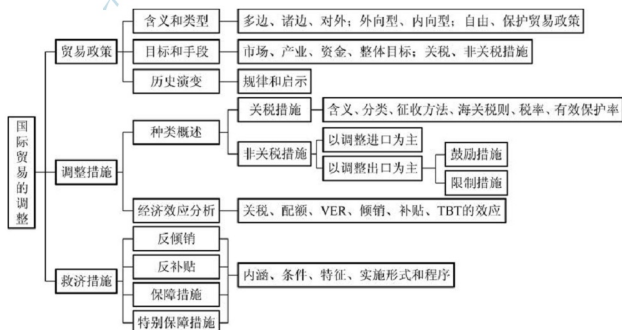 国际贸易的调整
贸易政策
含义和类型
多边、诸边、对外；外向型、内向型；自由、保护贸易政策
目标和手段
市场、产业、资金、整体目标；关税、非关税措施
历史演变
规律和启示
调整措施
种类概述
关税措施
含义、分类、征收方法、海关税则、税率、有效保护率
非关税措施
以调整进口为主
以调整出口为主
鼓励措施
限制措施
经济效应分析
关税、配额、VER、倾销、补贴、TBT的效应
救济措施
反倾销
反补贴
保障措施
特别保障措施
内涵、条件、特征、实施形式和程序